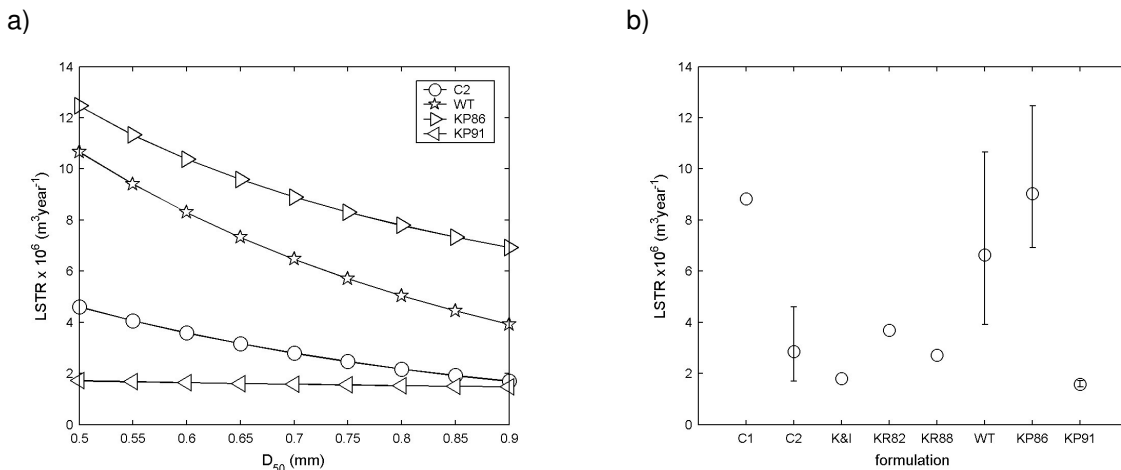 a)
LSTR x 10⁶ (m³year⁻¹)
14
12
10
8
6
4
2
0
C2
WT
KP86
KP91
0.5 0.55 0.6 0.65 0.7 0.75 0.8 0.85 0.9
D₅₀ (mm)
b)
LSTR x10⁶ (m³year⁻¹)
14
12
10
8
6
4
2
0
C1 C2 K&I KR82 KR88 WT KP86 KP91
formulation